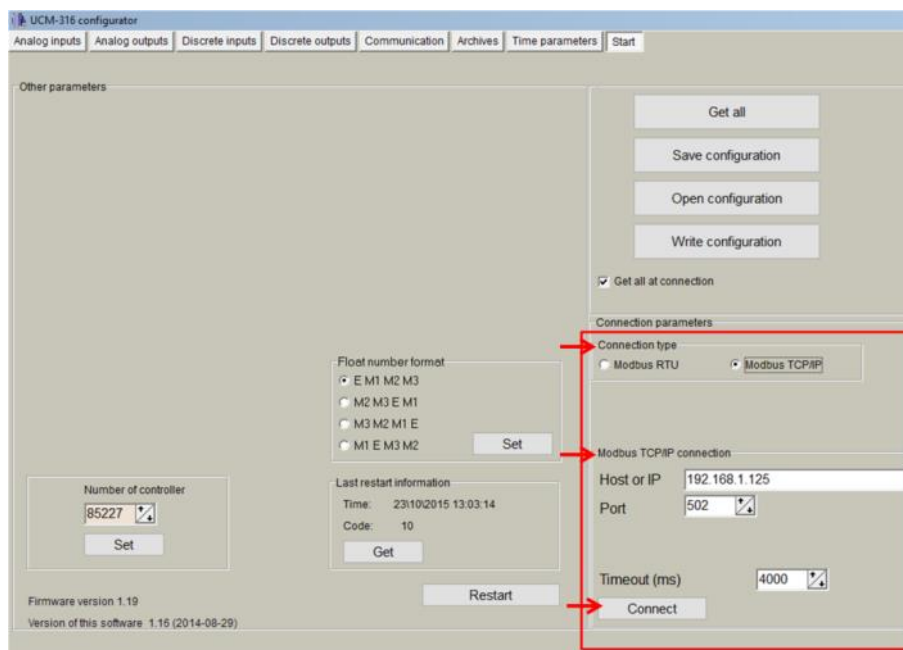 UCM-316 configurator
Analog inputs Analog outputs Discrete inputs Discrete outputs Communication Archives Time parameters Start
Other parameters
Get all
Save configuration
Open configuration
Write configuration
Get all at connection
Connection parameters
Connection type
Modbus RTU Modbus TCP/IP
Float number format
E M1 M2 M3
M2 M3 E M1
M3 M2 M1 E
M1 E M3 M2
Set
Modbus TCP/IP connection
Host or IP 192.168.1.125
Port 502
Timeout (ms) 4000
Connect
Number of controller
85227
Set
Last restart information
Time: 23\10\2015 13:03:14
Code: 10
Get
Restart
Firmware version 1.19
Version of this software 1.16 (2014-08-29)